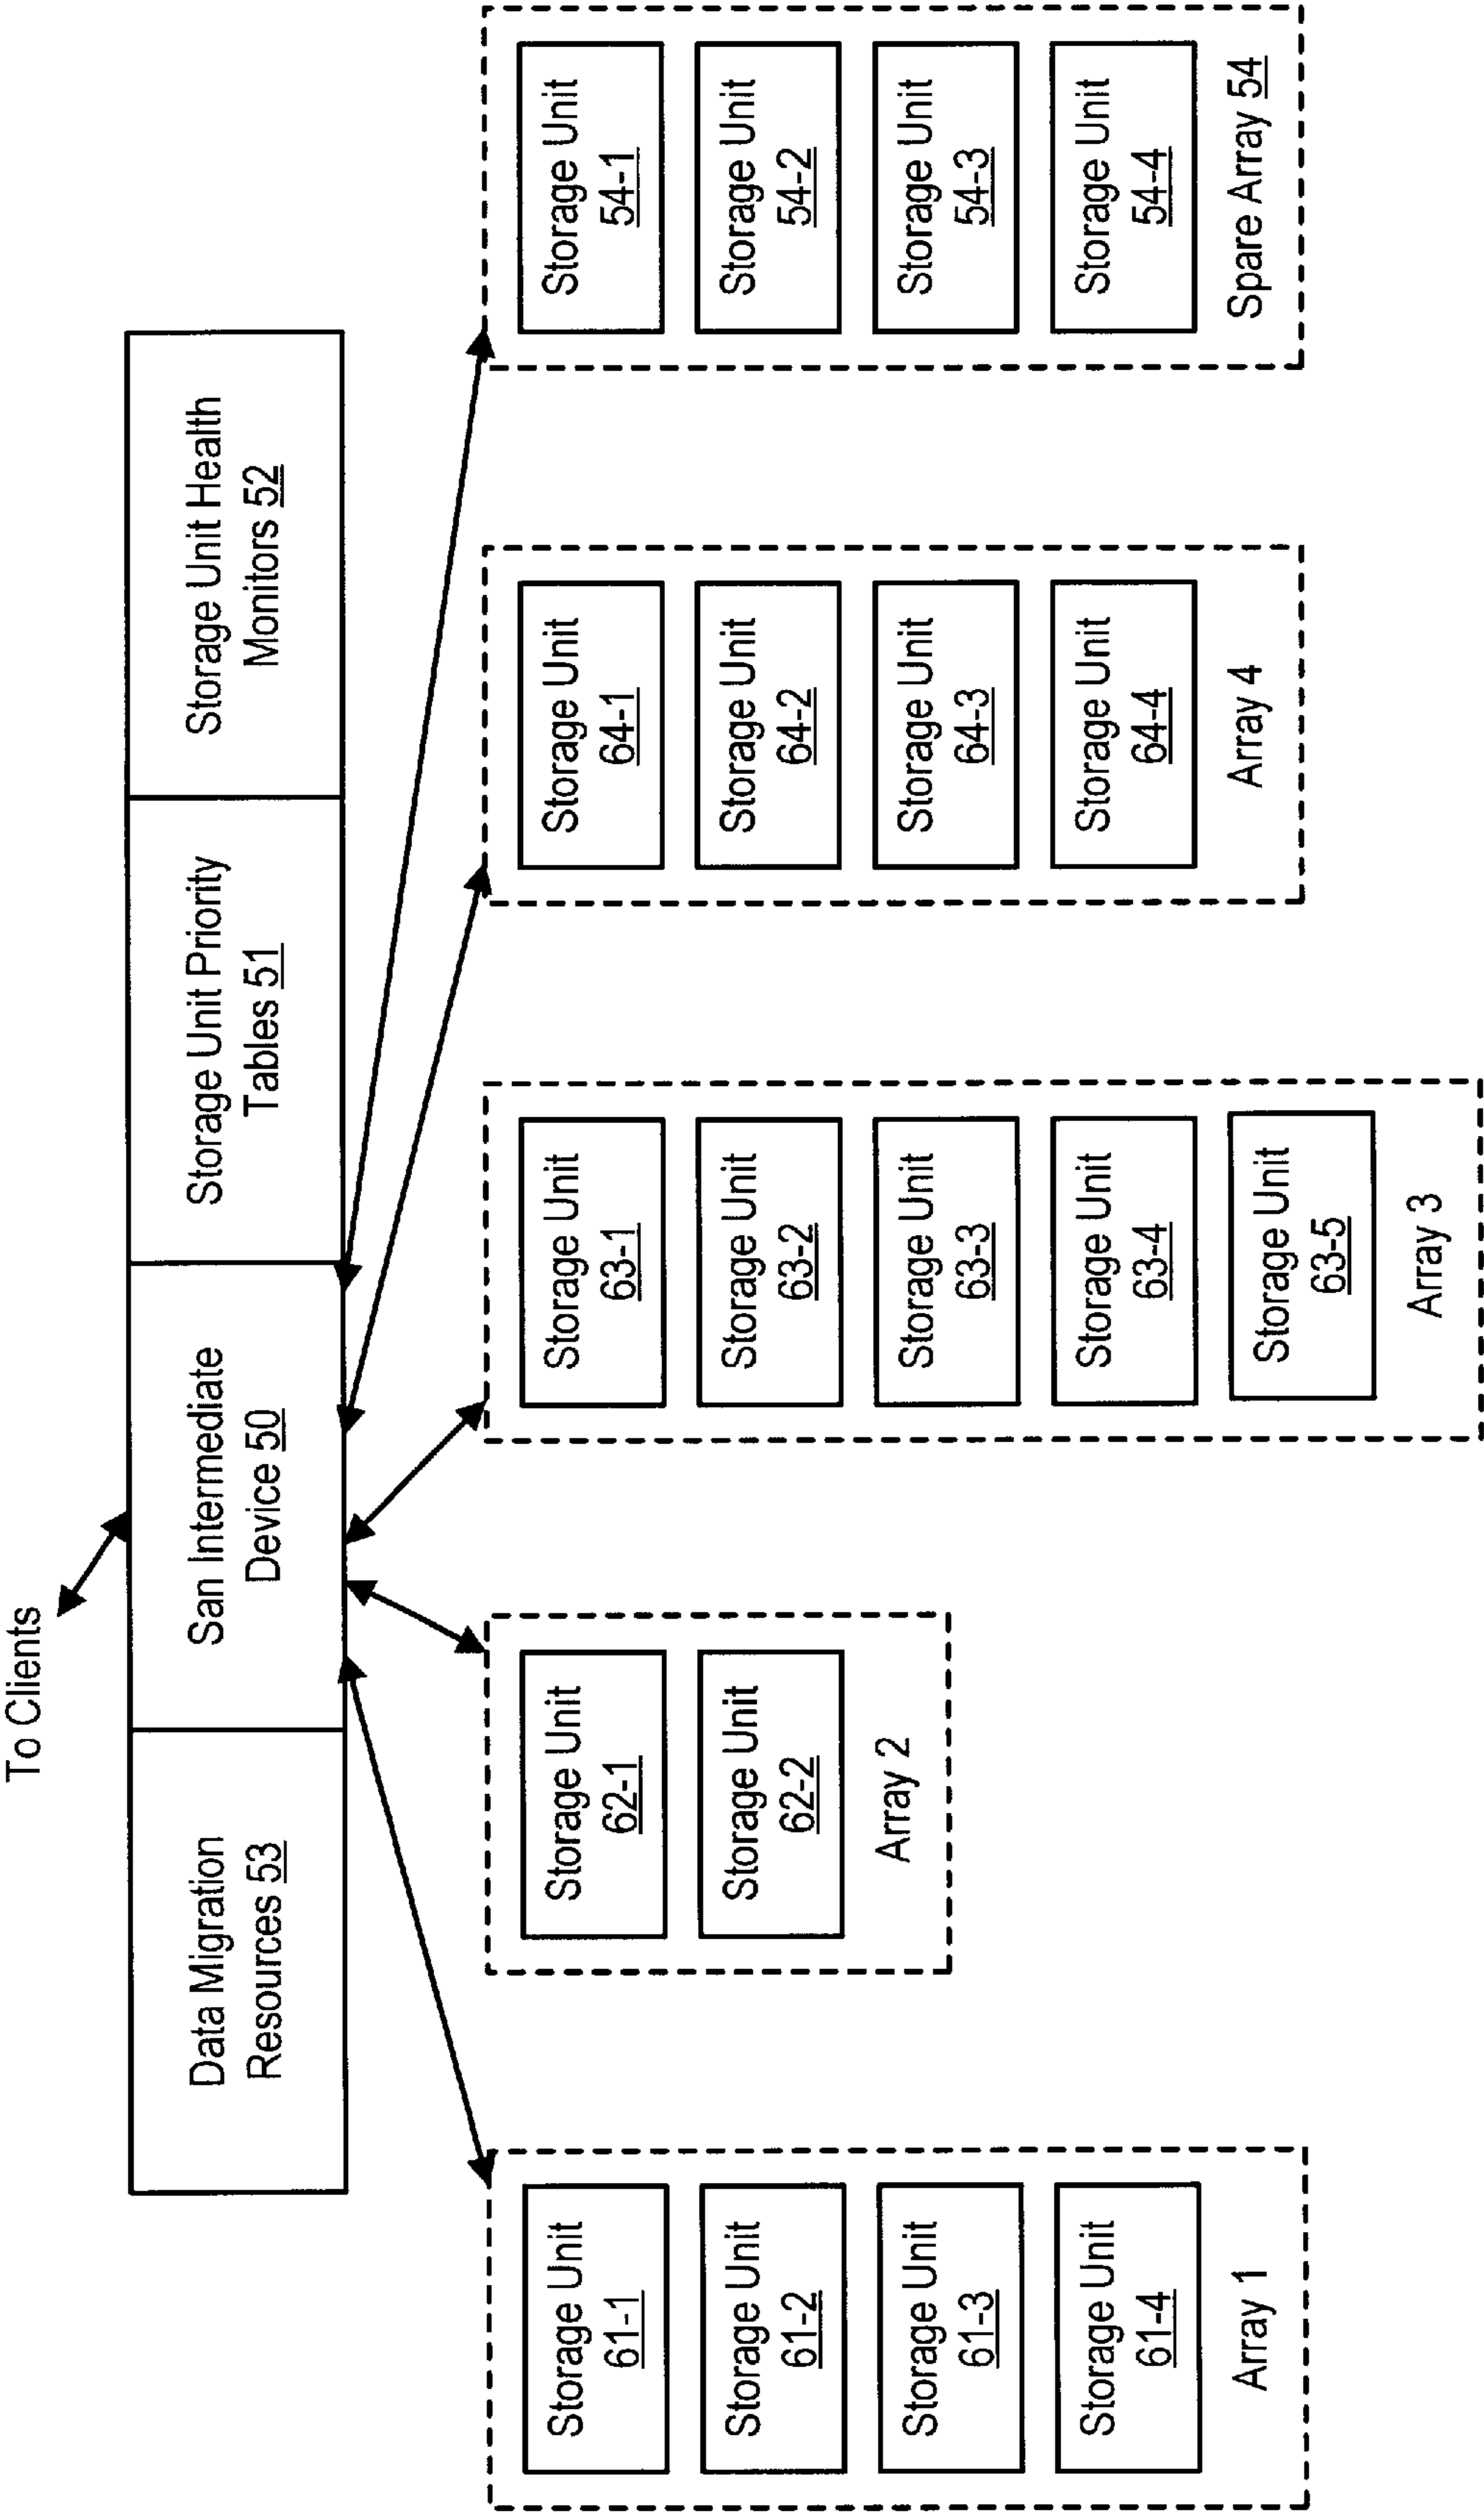 To Clients
Data Migration
Resources 53
San Intermediate
Device 50
Storage Unit Priority
Tables 51
Storage Unit Health
Monitors 52
Storage Unit
61-1
Storage Unit
61-2
Storage Unit
61-3
Storage Unit
61-4
Array 1
Storage Unit
62-1
Storage Unit
62-2
Array 2
Storage Unit
63-1
Storage Unit
63-2
Storage Unit
63-3
Storage Unit
63-4
Storage Unit
63-5
Array 3
Storage Unit
64-1
Storage Unit
64-2
Storage Unit
64-3
Storage Unit
64-4
Array 4
Storage Unit
54-1
Storage Unit
54-2
Storage Unit
54-3
Storage Unit
54-4
Spare Array 54